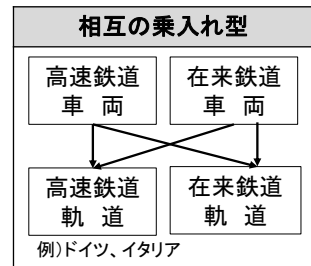 相互の乗入れ型
高速鉄道
車 両
在来鉄道
車 両
高速鉄道
軌 道
在来鉄道
軌 道
例)ドイツ、イタリア